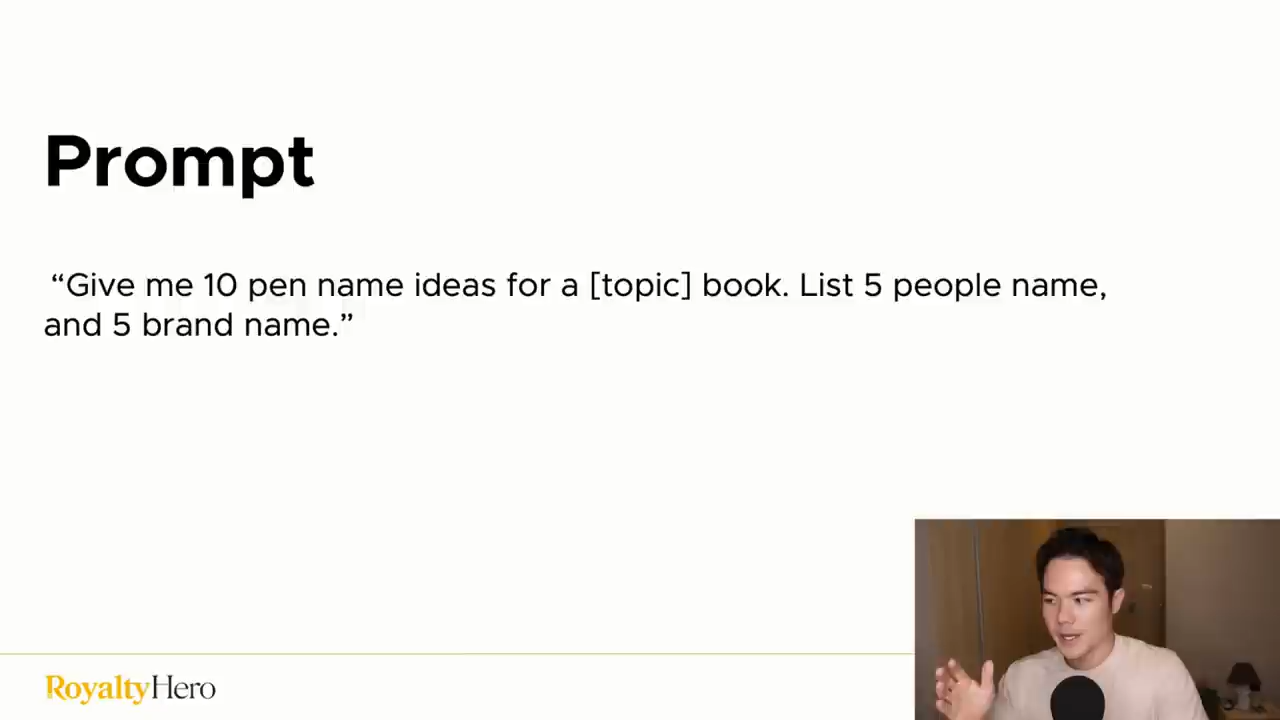 Prompt
“Give me 10 pen name ideas for a [topic] book. List 5 people name,
and 5 brand name.”
RoyaltyHero